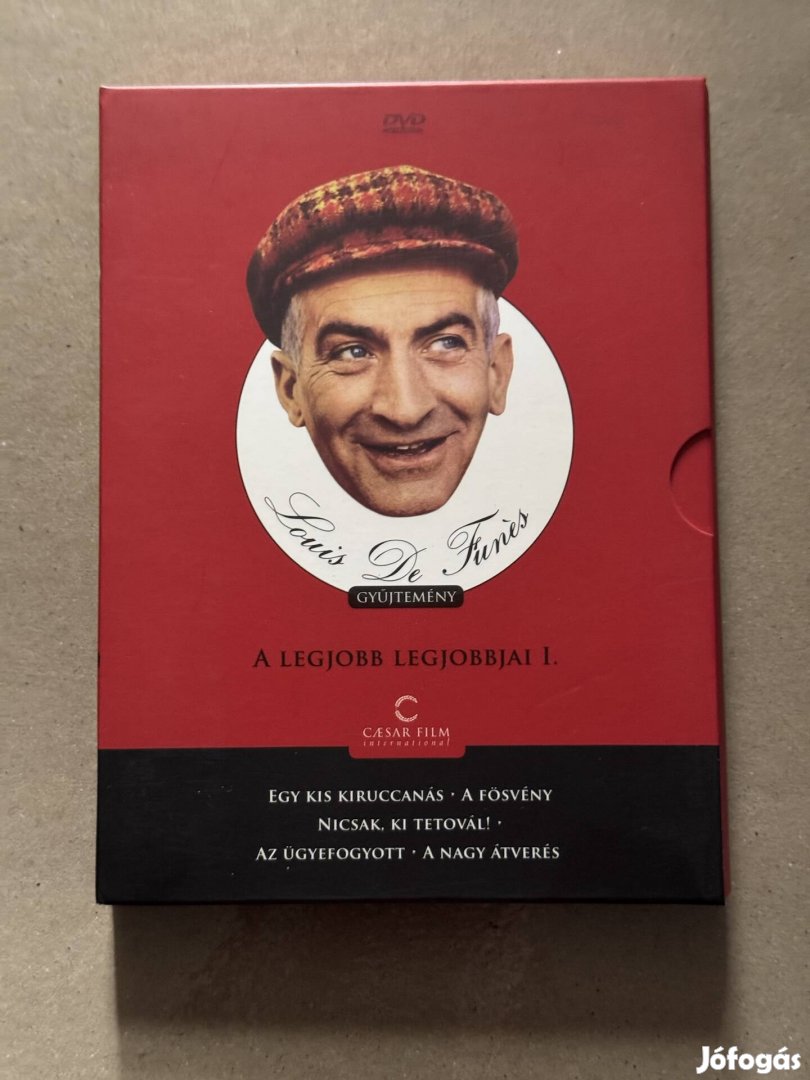 DVD
Louis De Funès
GYŰJTEMÉNY
A LEGJOBB LEGJOBBJAI I.
CÆSAR FILM
international
EGY KIS KIRUCCANÁS · A FÖSVÉNY
NICSAK, KI TETOVÁL! ·
AZ ÜGYEFOGYOTT · A NAGY ÁTVERÉS
Jófogás